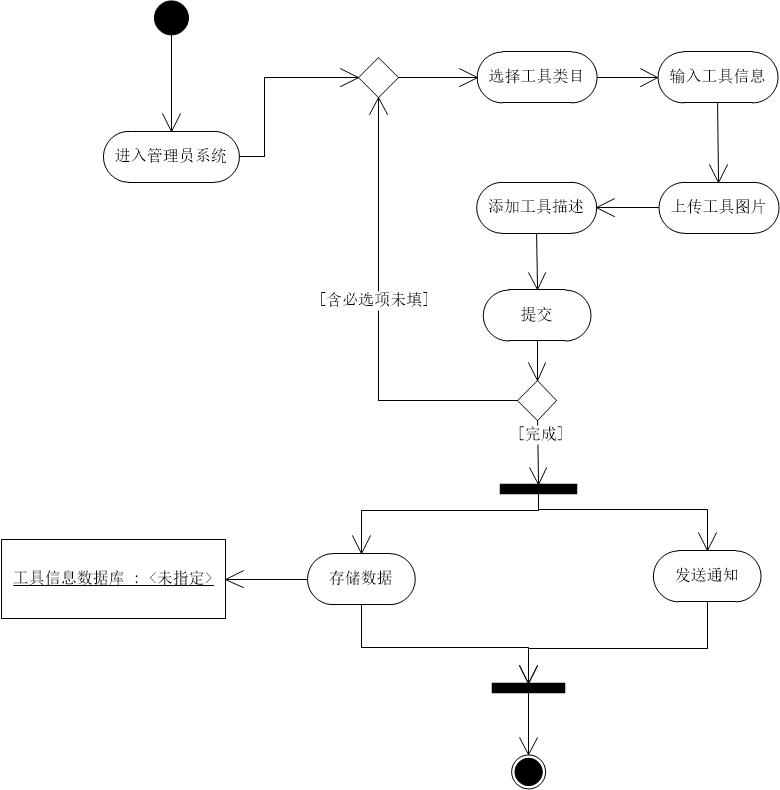 选择工具类目
输入工具信息
进入管理员系统
添加工具描述
上传工具图片
[含必选项未填]
提交
[完成]
工具信息数据库 : <未指定>
存储数据
发送通知